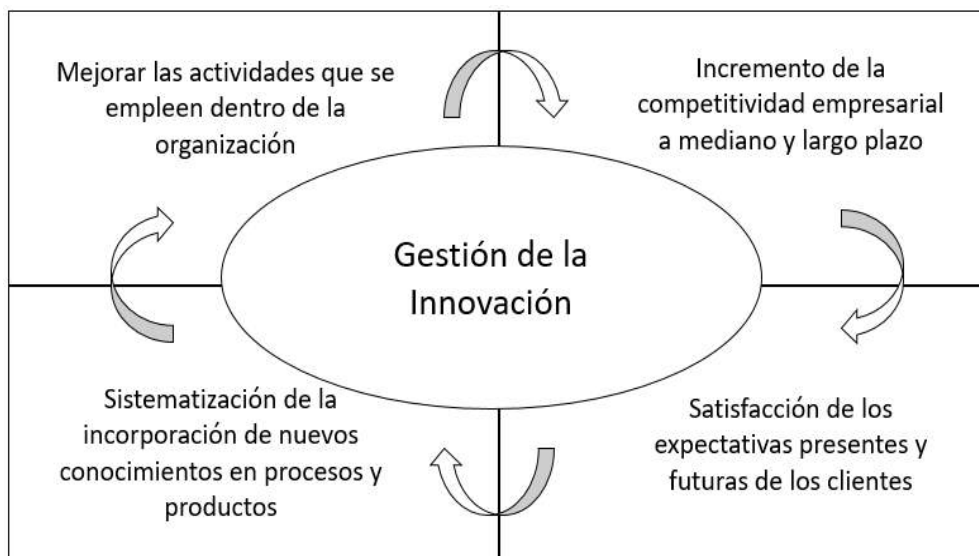 Mejorar las actividades que se
empleen dentro de la
organización
Incremento de la
competitividad empresarial
a mediano y largo plazo
Gestión de la
Innovación
Sistematización de la
incorporación de nuevos
conocimientos en procesos y
productos
Satisfacción de los
expectativas presentes y
futuras de los clientes